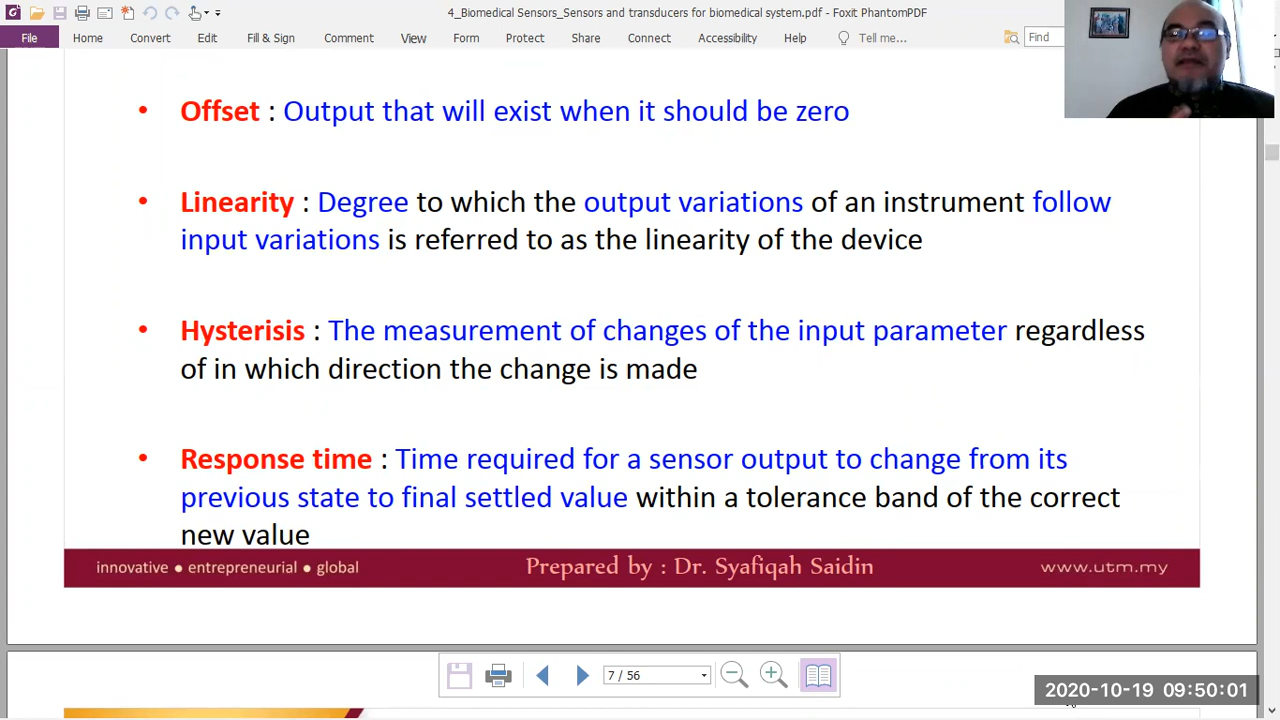 4_Biomedical Sensors_Sensors and transducers for biomedical system.pdf - Foxit PhantomPDF
File Home Convert Edit Fill & Sign Comment View Form Protect Share Connect Accessibility Help Tell me... Find
• Offset : Output that will exist when it should be zero
• Linearity : Degree to which the output variations of an instrument follow
input variations is referred to as the linearity of the device
• Hysterisis : The measurement of changes of the input parameter regardless
of in which direction the change is made
• Response time : Time required for a sensor output to change from its
previous state to final settled value within a tolerance band of the correct
new value
innovative ● entrepreneurial ● global Prepared by : Dr. Syafiqah Saidin www.utm.my
7 / 56
2020-10-19 09:50:01